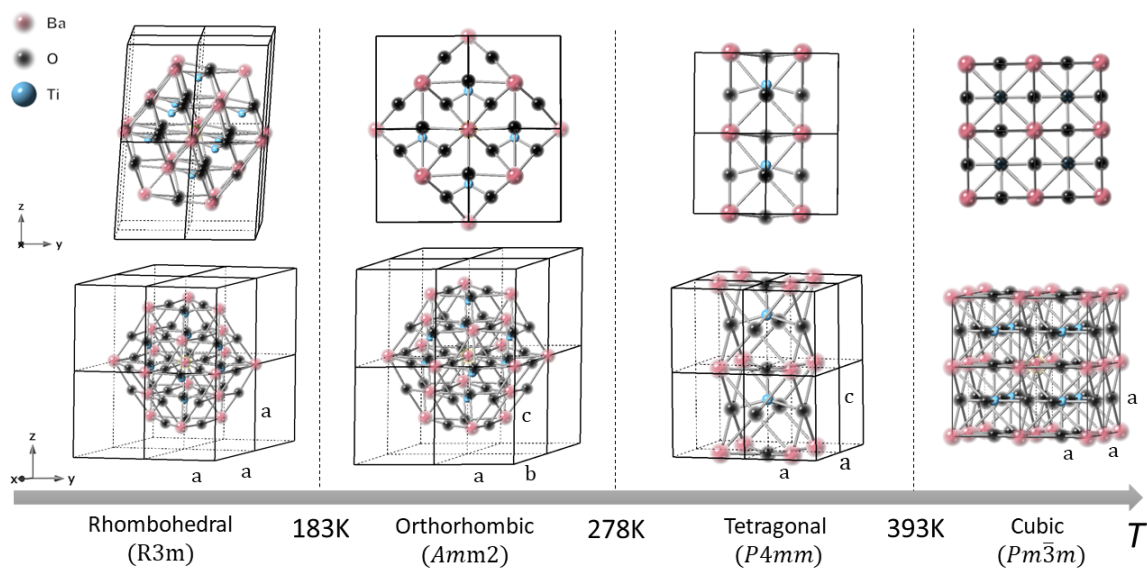 Ba
O
Ti
z
x
y
a
a
a
z
x
y
c
a
b
c
a
a
a
a
a
Rhombohedral
(R3m)
183K
Orthorhombic
(Amm2)
278K
Tetragonal
(P4mm)
393K
Cubic
(Pm3̅m)
T